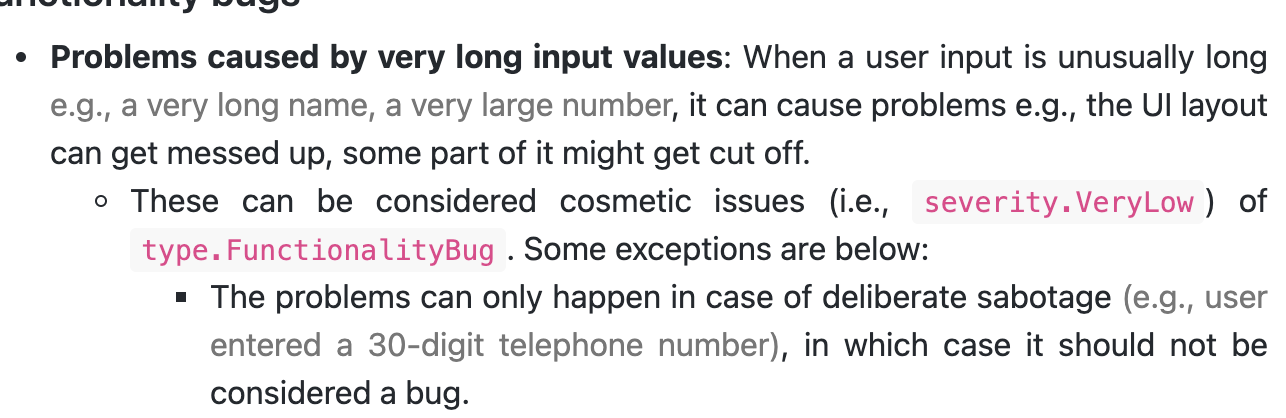 unctionality bugs
• Problems caused by very long input values: When a user input is unusually long
e.g., a very long name, a very large number, it can cause problems e.g., the UI layout
can get messed up, some part of it might get cut off.
◦ These can be considered cosmetic issues (i.e., severity.VeryLow) of
type.FunctionalityBug. Some exceptions are below:
▪ The problems can only happen in case of deliberate sabotage (e.g., user
entered a 30-digit telephone number), in which case it should not be
considered a bug.